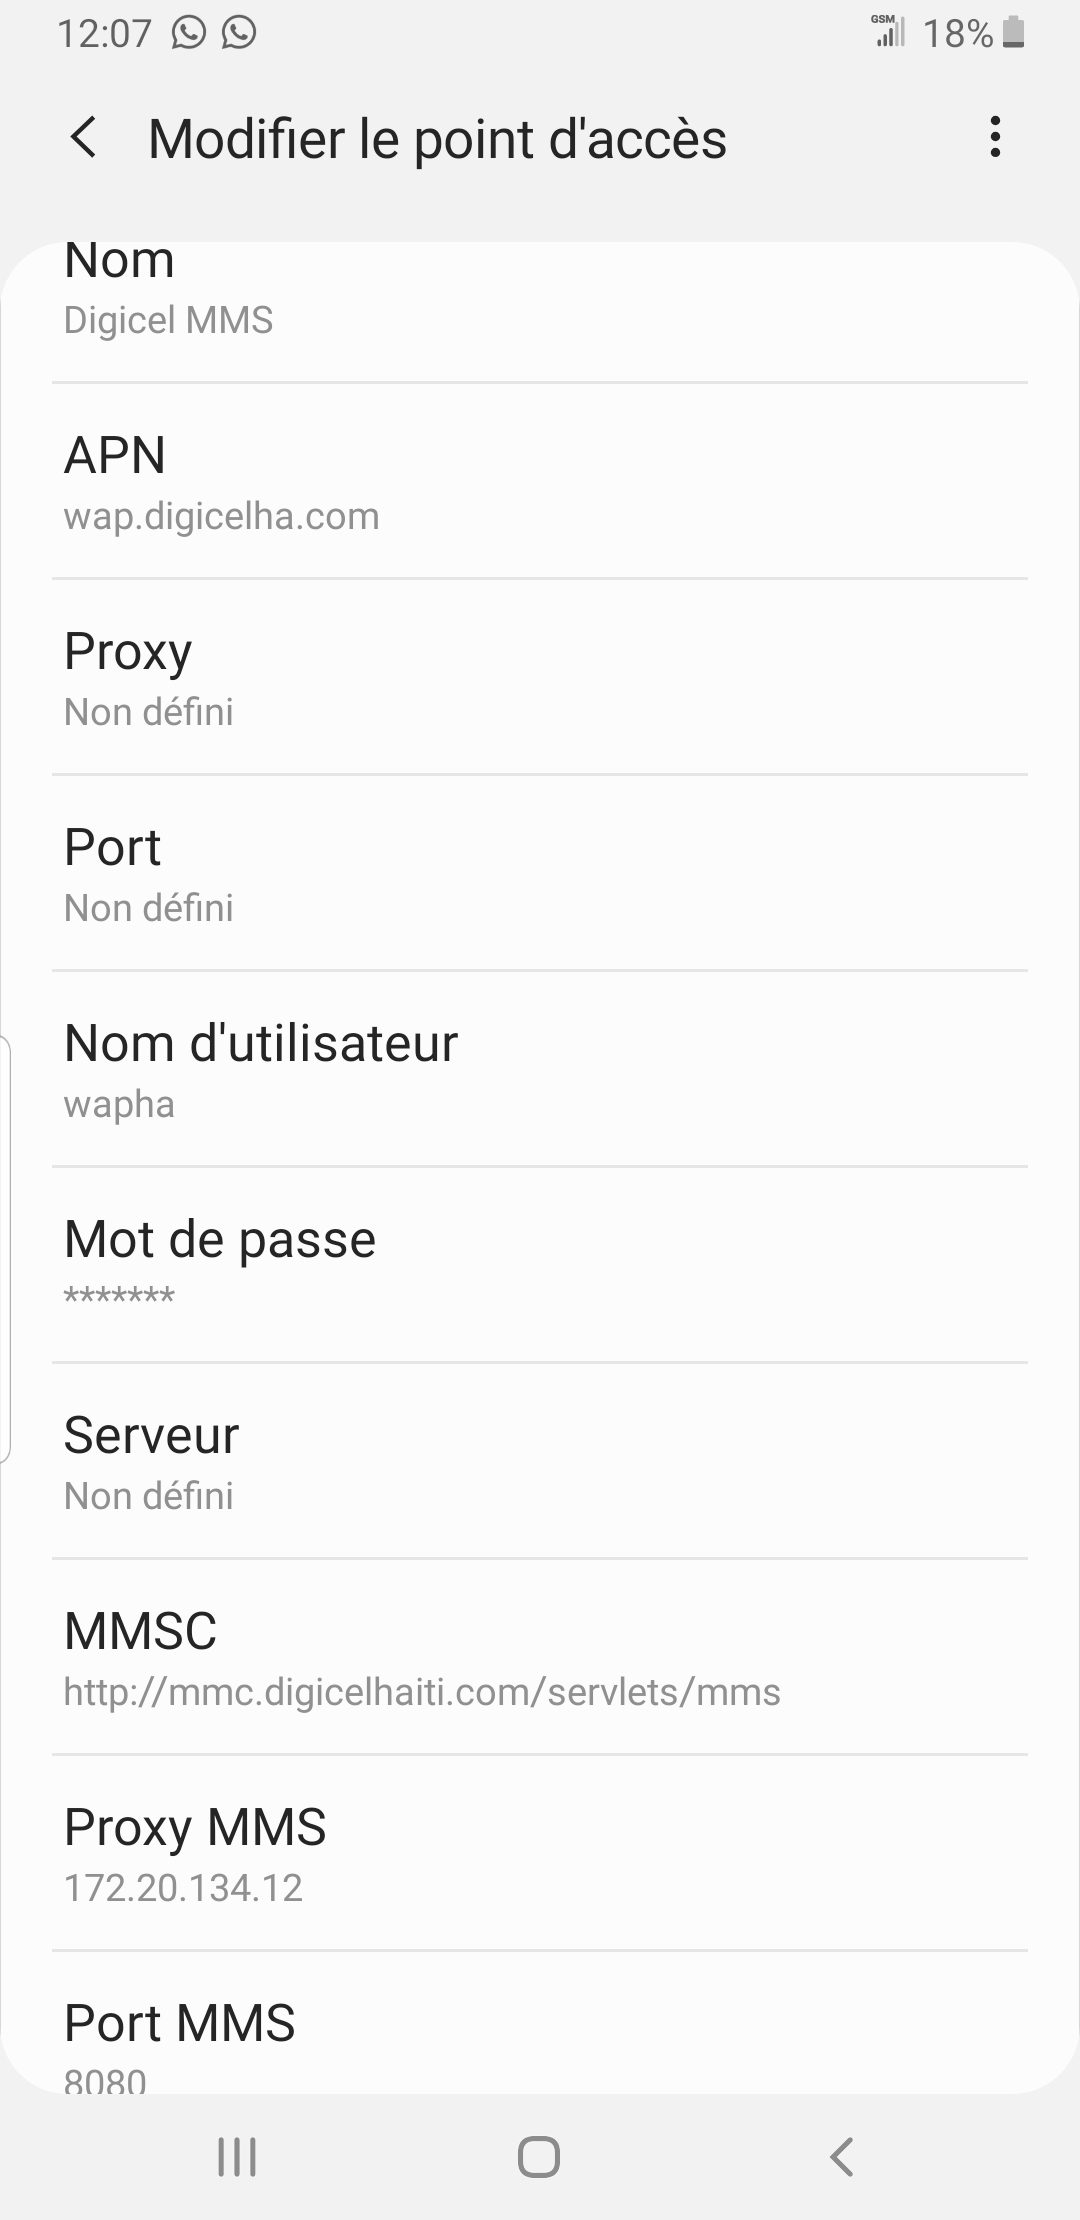 12:07
GSM
18%
Modifier le point d'accès
Nom
Digicel MMS
APN
wap.digicelha.com
Proxy
Non défini
Port
Non défini
Nom d'utilisateur
wapha
Mot de passe
*******
Serveur
Non défini
MMSC
http://mmc.digicelhaiti.com/servlets/mms
Proxy MMS
172.20.134.12
Port MMS
8080